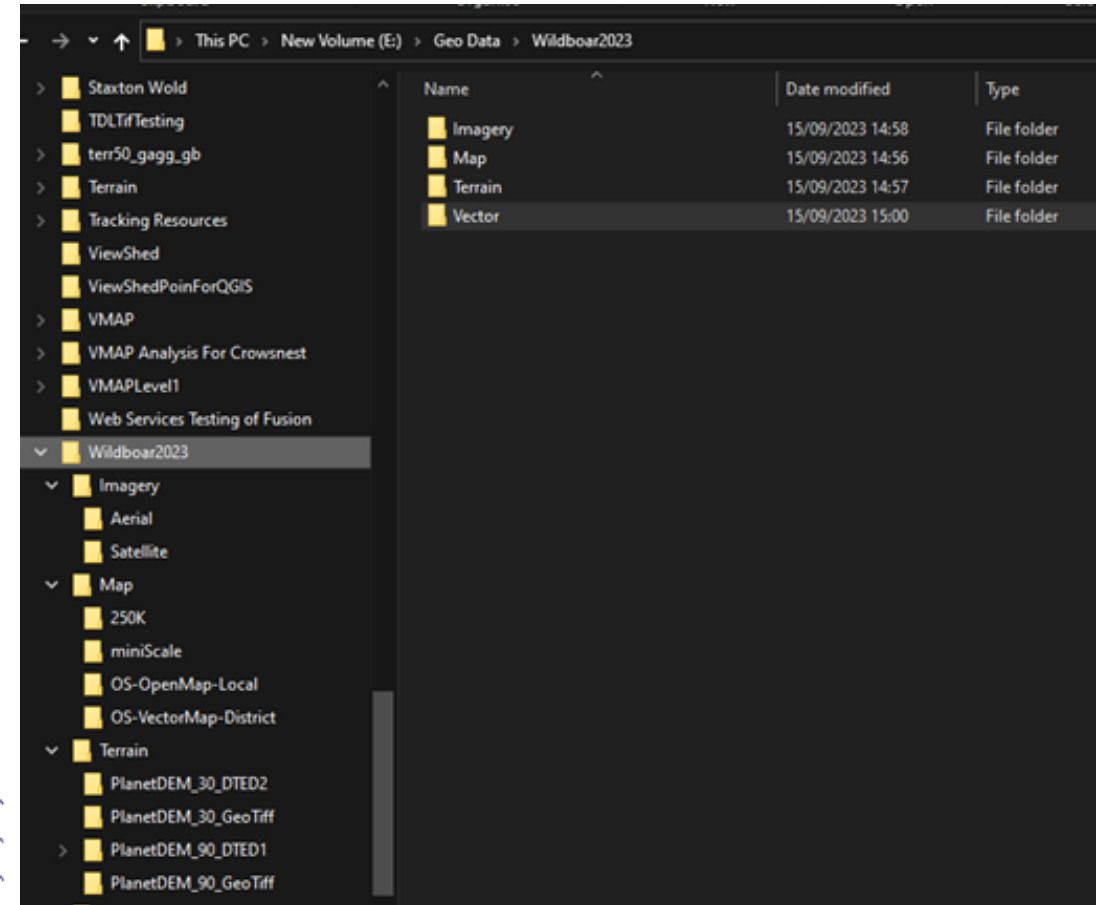 This PC > New Volume (E:) > Geo Data > Wildboar2023
Staxton Wold
TDLTifTesting
terr50_gagg_gb
Terrain
Tracking Resources
ViewShed
ViewShedPoinForQGIS
VMAP
VMAP Analysis For Crowsnest
VMAPLevel1
Web Services Testing of Fusion
Wildboar2023
Imagery
Aerial
Satellite
Map
250K
miniScale
OS-OpenMap-Local
OS-VectorMap-District
Terrain
PlanetDEM_30_DTED2
PlanetDEM_30_GeoTiff
PlanetDEM_90_DTED1
PlanetDEM_90_GeoTiff
Name Date modified Type
Imagery 15/09/2023 14:58 File folder
Map 15/09/2023 14:56 File folder
Terrain 15/09/2023 14:57 File folder
Vector 15/09/2023 15:00 File folder